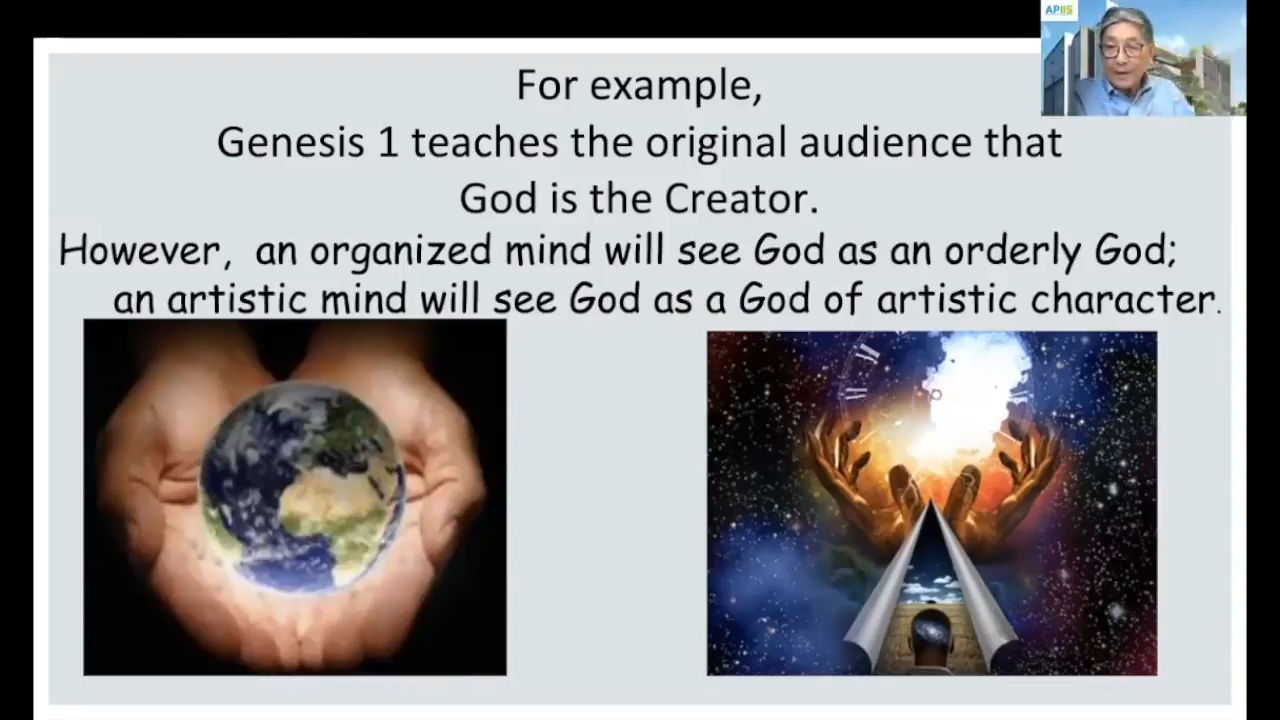 APIIS
For example,
Genesis 1 teaches the original audience that
God is the Creator.
However, an organized mind will see God as an orderly God;
an artistic mind will see God as a God of artistic character.